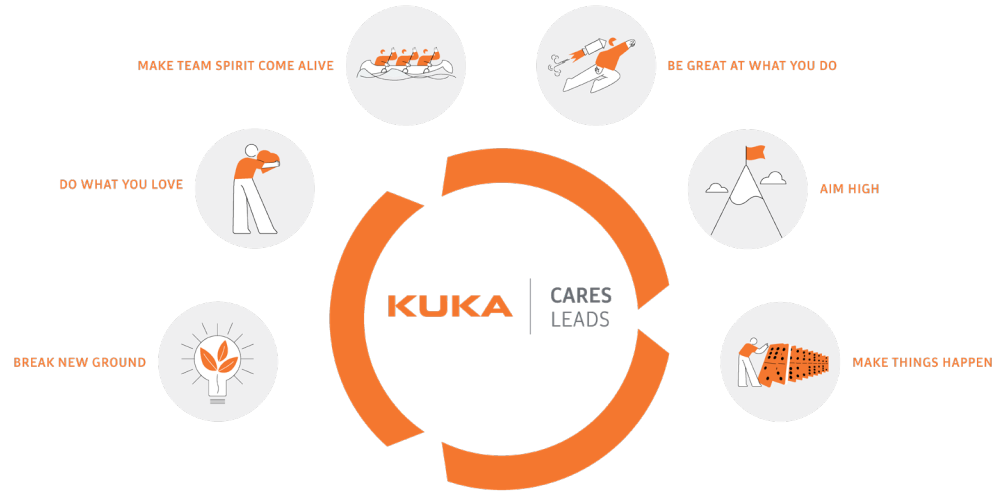 MAKE TEAM SPIRIT COME ALIVE
BE GREAT AT WHAT YOU DO
DO WHAT YOU LOVE
AIM HIGH
KUKA
CARES
LEADS
BREAK NEW GROUND
MAKE THINGS HAPPEN